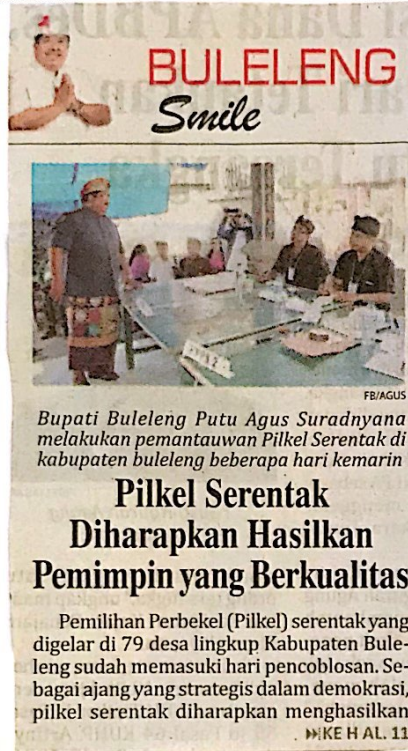 BULELENG
Smile
FB/AGUS
Bupati Buleleng Putu Agus Suradnyana
melakukan pemantauwan Pilkel Serentak di
kabupaten buleleng beberapa hari kemarin
Pilkel Serentak
Diharapkan Hasilkan
Pemimpin yang Berkualitas
Pemilihan Perbekel (Pilkel) serentak yang
digelar di 79 desa lingkup Kabupaten Bule-
leng sudah memasuki hari pencoblosan. Se-
bagai ajang yang strategis dalam demokrasi,
pilkel serentak diharapkan menghasilkan
KE HAL. 11